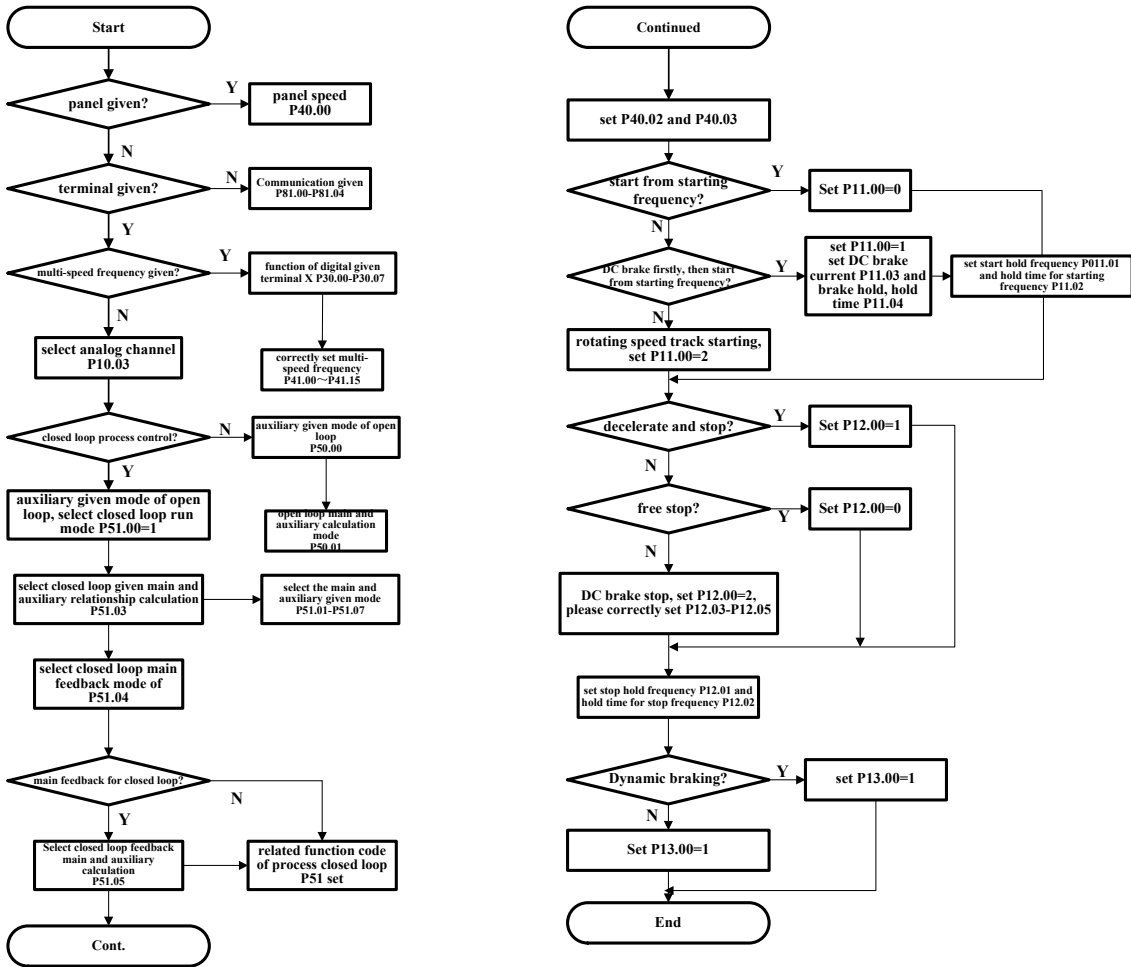 Start
panel given?
Y
panel speed
P40.00
N
terminal given?
N
Communication given
P81.00-P81.04
Y
multi-speed frequency given?
Y
function of digital given
terminal X P30.00-P30.07
N
select analog channel
P10.03
correctly set multi-
speed frequency
P41.00～P41.15
closed loop process control?
N
auxiliary given mode of open
loop
P50.00
Y
auxiliary given mode of open
loop, select closed loop run
mode P51.00=1
open loop main and
auxiliary calculation
mode
P50.01
select closed loop given main and
auxiliary relationship calculation
P51.03
select the main and
auxiliary given mode
P51.01-P51.07
select closed loop main
feedback mode of
P51.04
main feedback for closed loop?
N
Y
Select closed loop feedback
main and auxiliary
calculation
P51.05
related function code
of process closed loop
P51 set
Cont.
Continued
set P40.02 and P40.03
start from starting
frequency?
Y
Set P11.00=0
N
DC brake firstly, then start
from starting frequency?
Y
set P11.00=1
set DC brake
current P11.03 and
brake hold, hold
time P11.04
set start hold frequency P011.01
and hold time for starting
frequency P11.02
N
rotating speed track starting,
set P11.00=2
decelerate and stop?
Y
Set P12.00=1
N
free stop?
Y
Set P12.00=0
N
DC brake stop, set P12.00=2,
please correctly set P12.03-P12.05
set stop hold frequency P12.01 and
hold time for stop frequency P12.02
Dynamic braking?
Y
set P13.00=1
N
Set P13.00=1
End